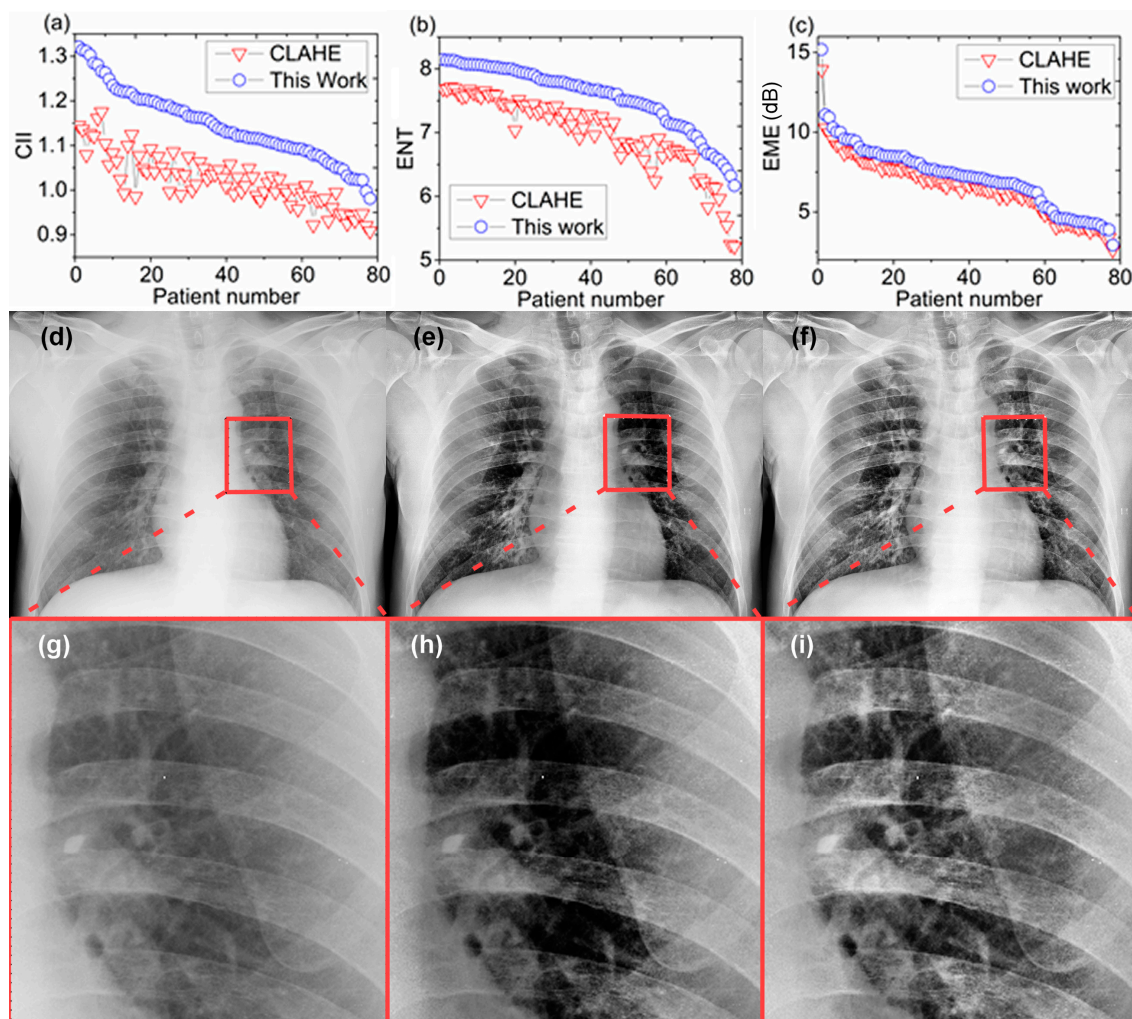 (a)
CII
1.3
1.2
1.1
1.0
0.9
CLAHE
This Work
0 20 40 60 80
Patient number
(b)
ENT
9
8
7
6
5
CLAHE
This work
0 20 40 60 80
Patient number
(c)
EME (dB)
15
10
5
CLAHE
This work
0 20 40 60 80
Patient number
(d)
(e)
(f)
(g)
(h)
(i)